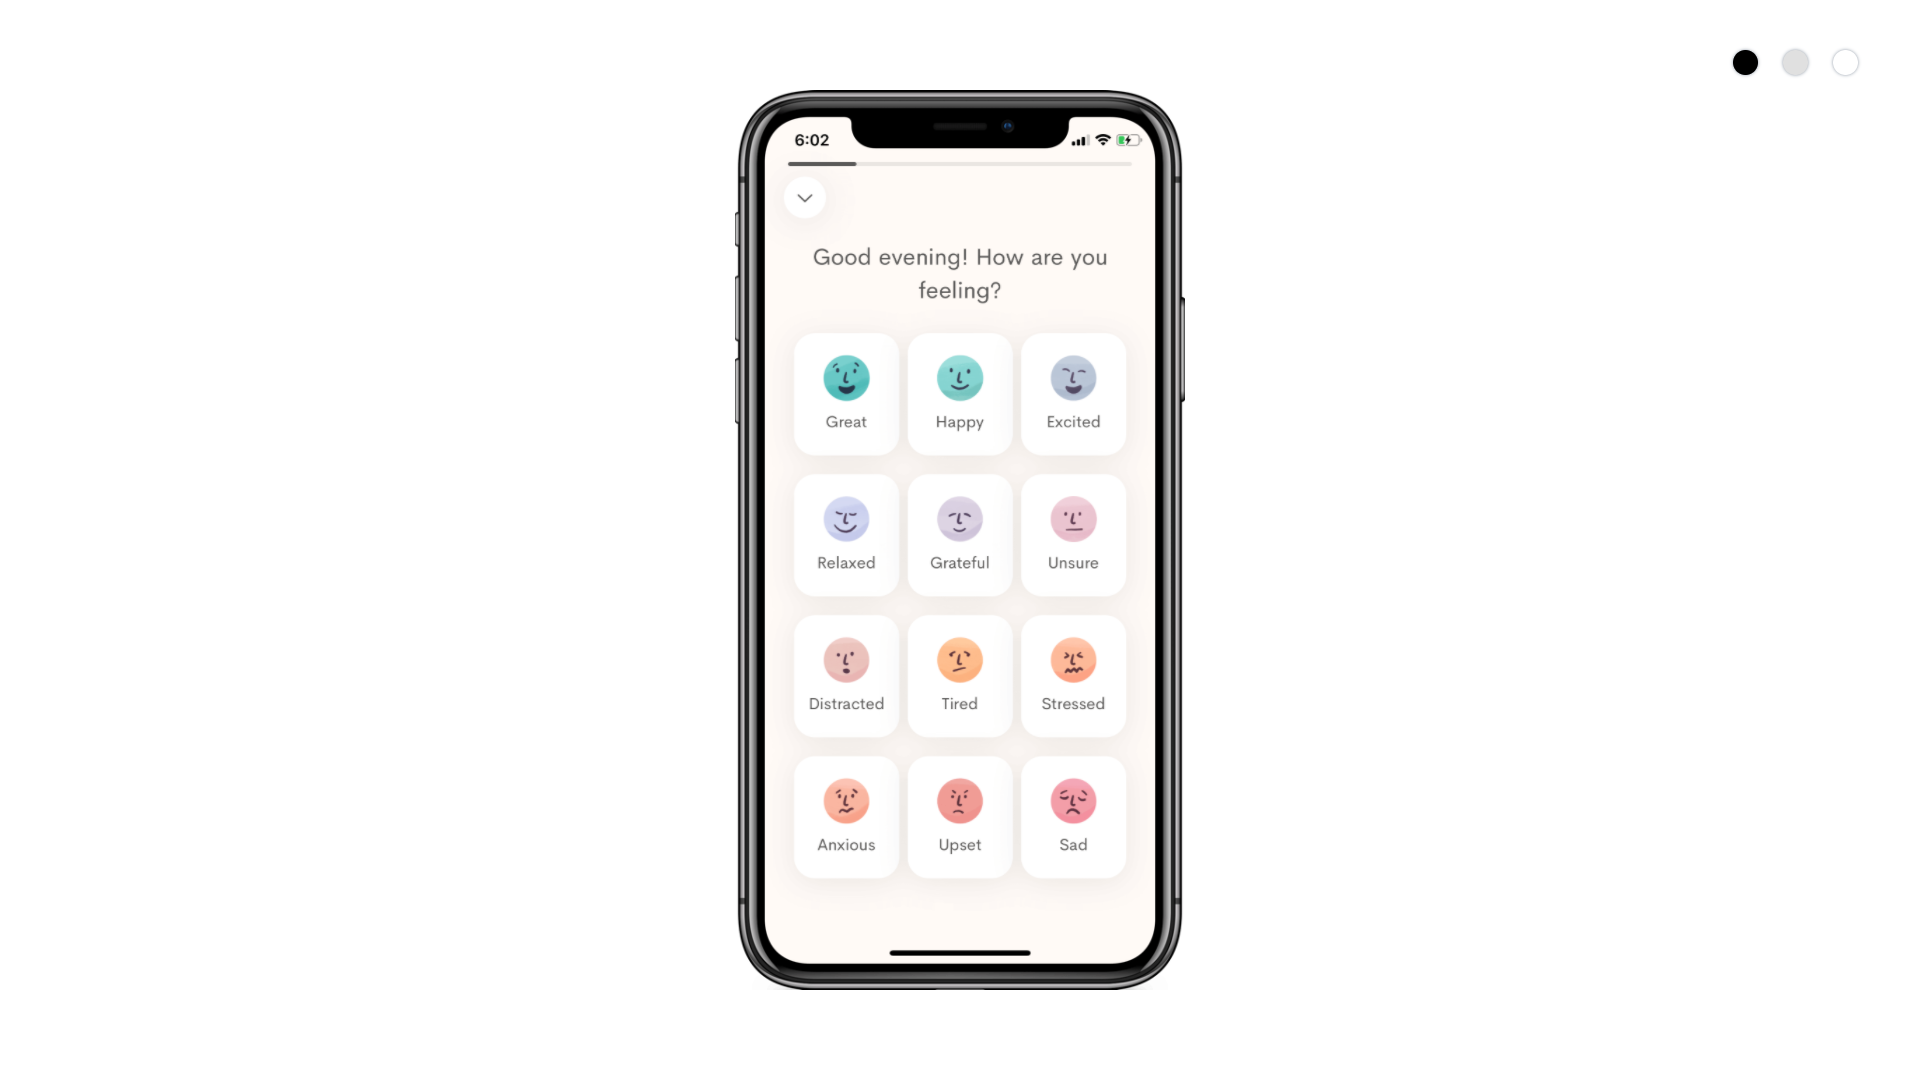 6:02
Good evening! How are you
feeling?
Great
Happy
Excited
Relaxed
Grateful
Unsure
Distracted
Tired
Stressed
Anxious
Upset
Sad